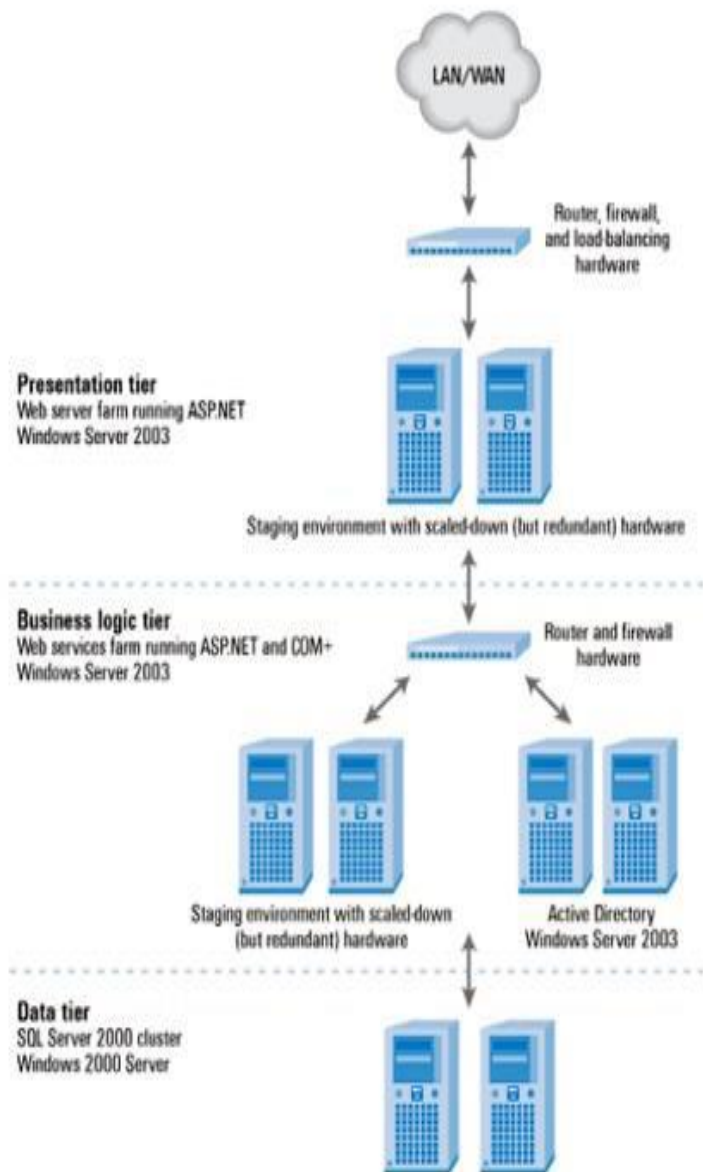 LAN/WAN
Router, firewall,
and load-balancing
hardware
Presentation tier
Web server farm running ASP.NET
Windows Server 2003
Staging environment with scaled-down (but redundant) hardware
Business logic tier
Web services farm running ASP.NET and COM+
Windows Server 2003
Router and firewall
hardware
Staging environment with scaled-down
(but redundant) hardware
Active Directory
Windows Server 2003
Data tier
SQL Server 2000 cluster
Windows 2000 Server